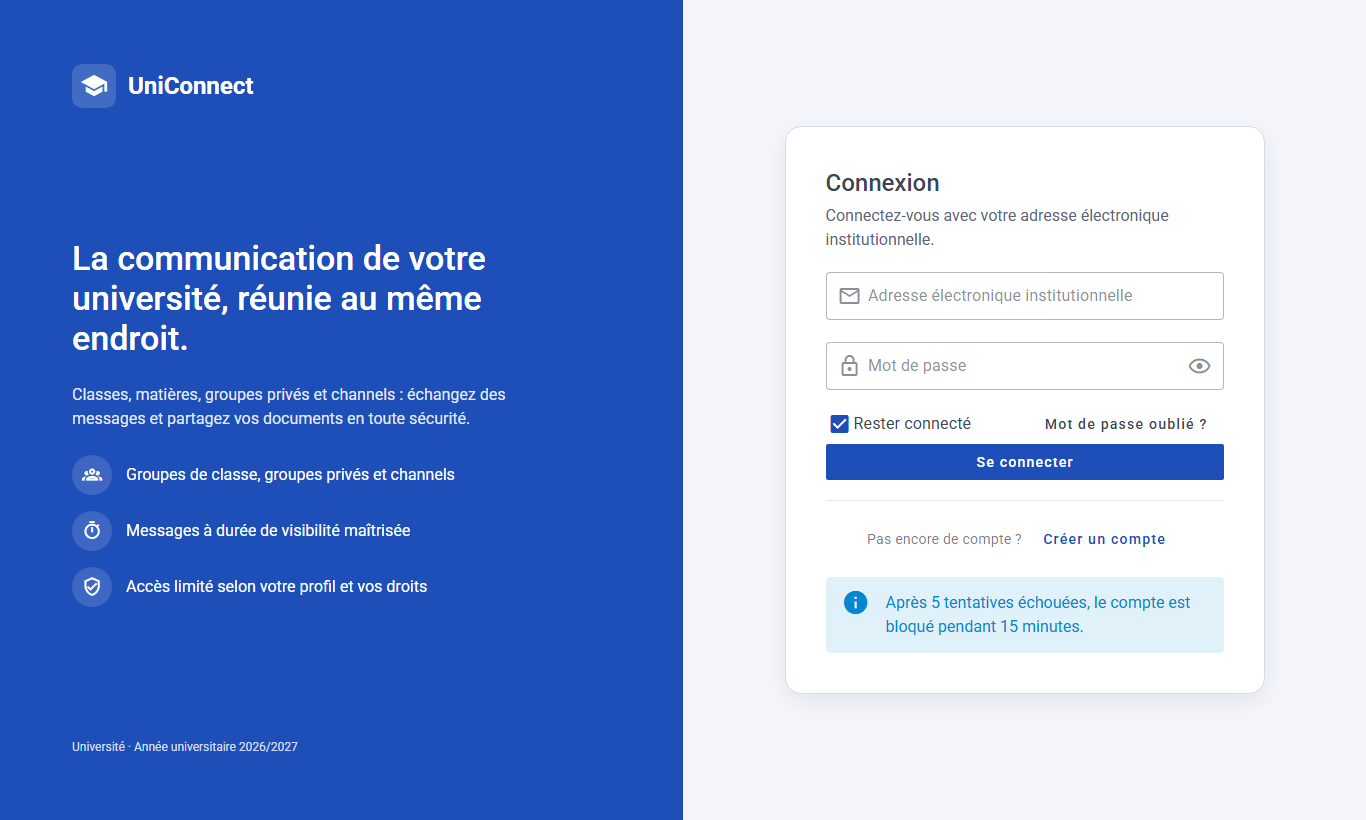 UniConnect
La communication de votre
université, réunie au même
endroit.
Classes, matières, groupes privés et channels : échangez des
messages et partagez vos documents en toute sécurité.
Groupes de classe, groupes privés et channels
Messages à durée de visibilité maîtrisée
Accès limité selon votre profil et vos droits
Université · Année universitaire 2026/2027
Connexion
Connectez-vous avec votre adresse électronique
institutionnelle.
Adresse électronique institutionnelle
Mot de passe
Rester connecté
Mot de passe oublié ?
Se connecter
Pas encore de compte ?
Créer un compte
Après 5 tentatives échouées, le compte est
bloqué pendant 15 minutes.